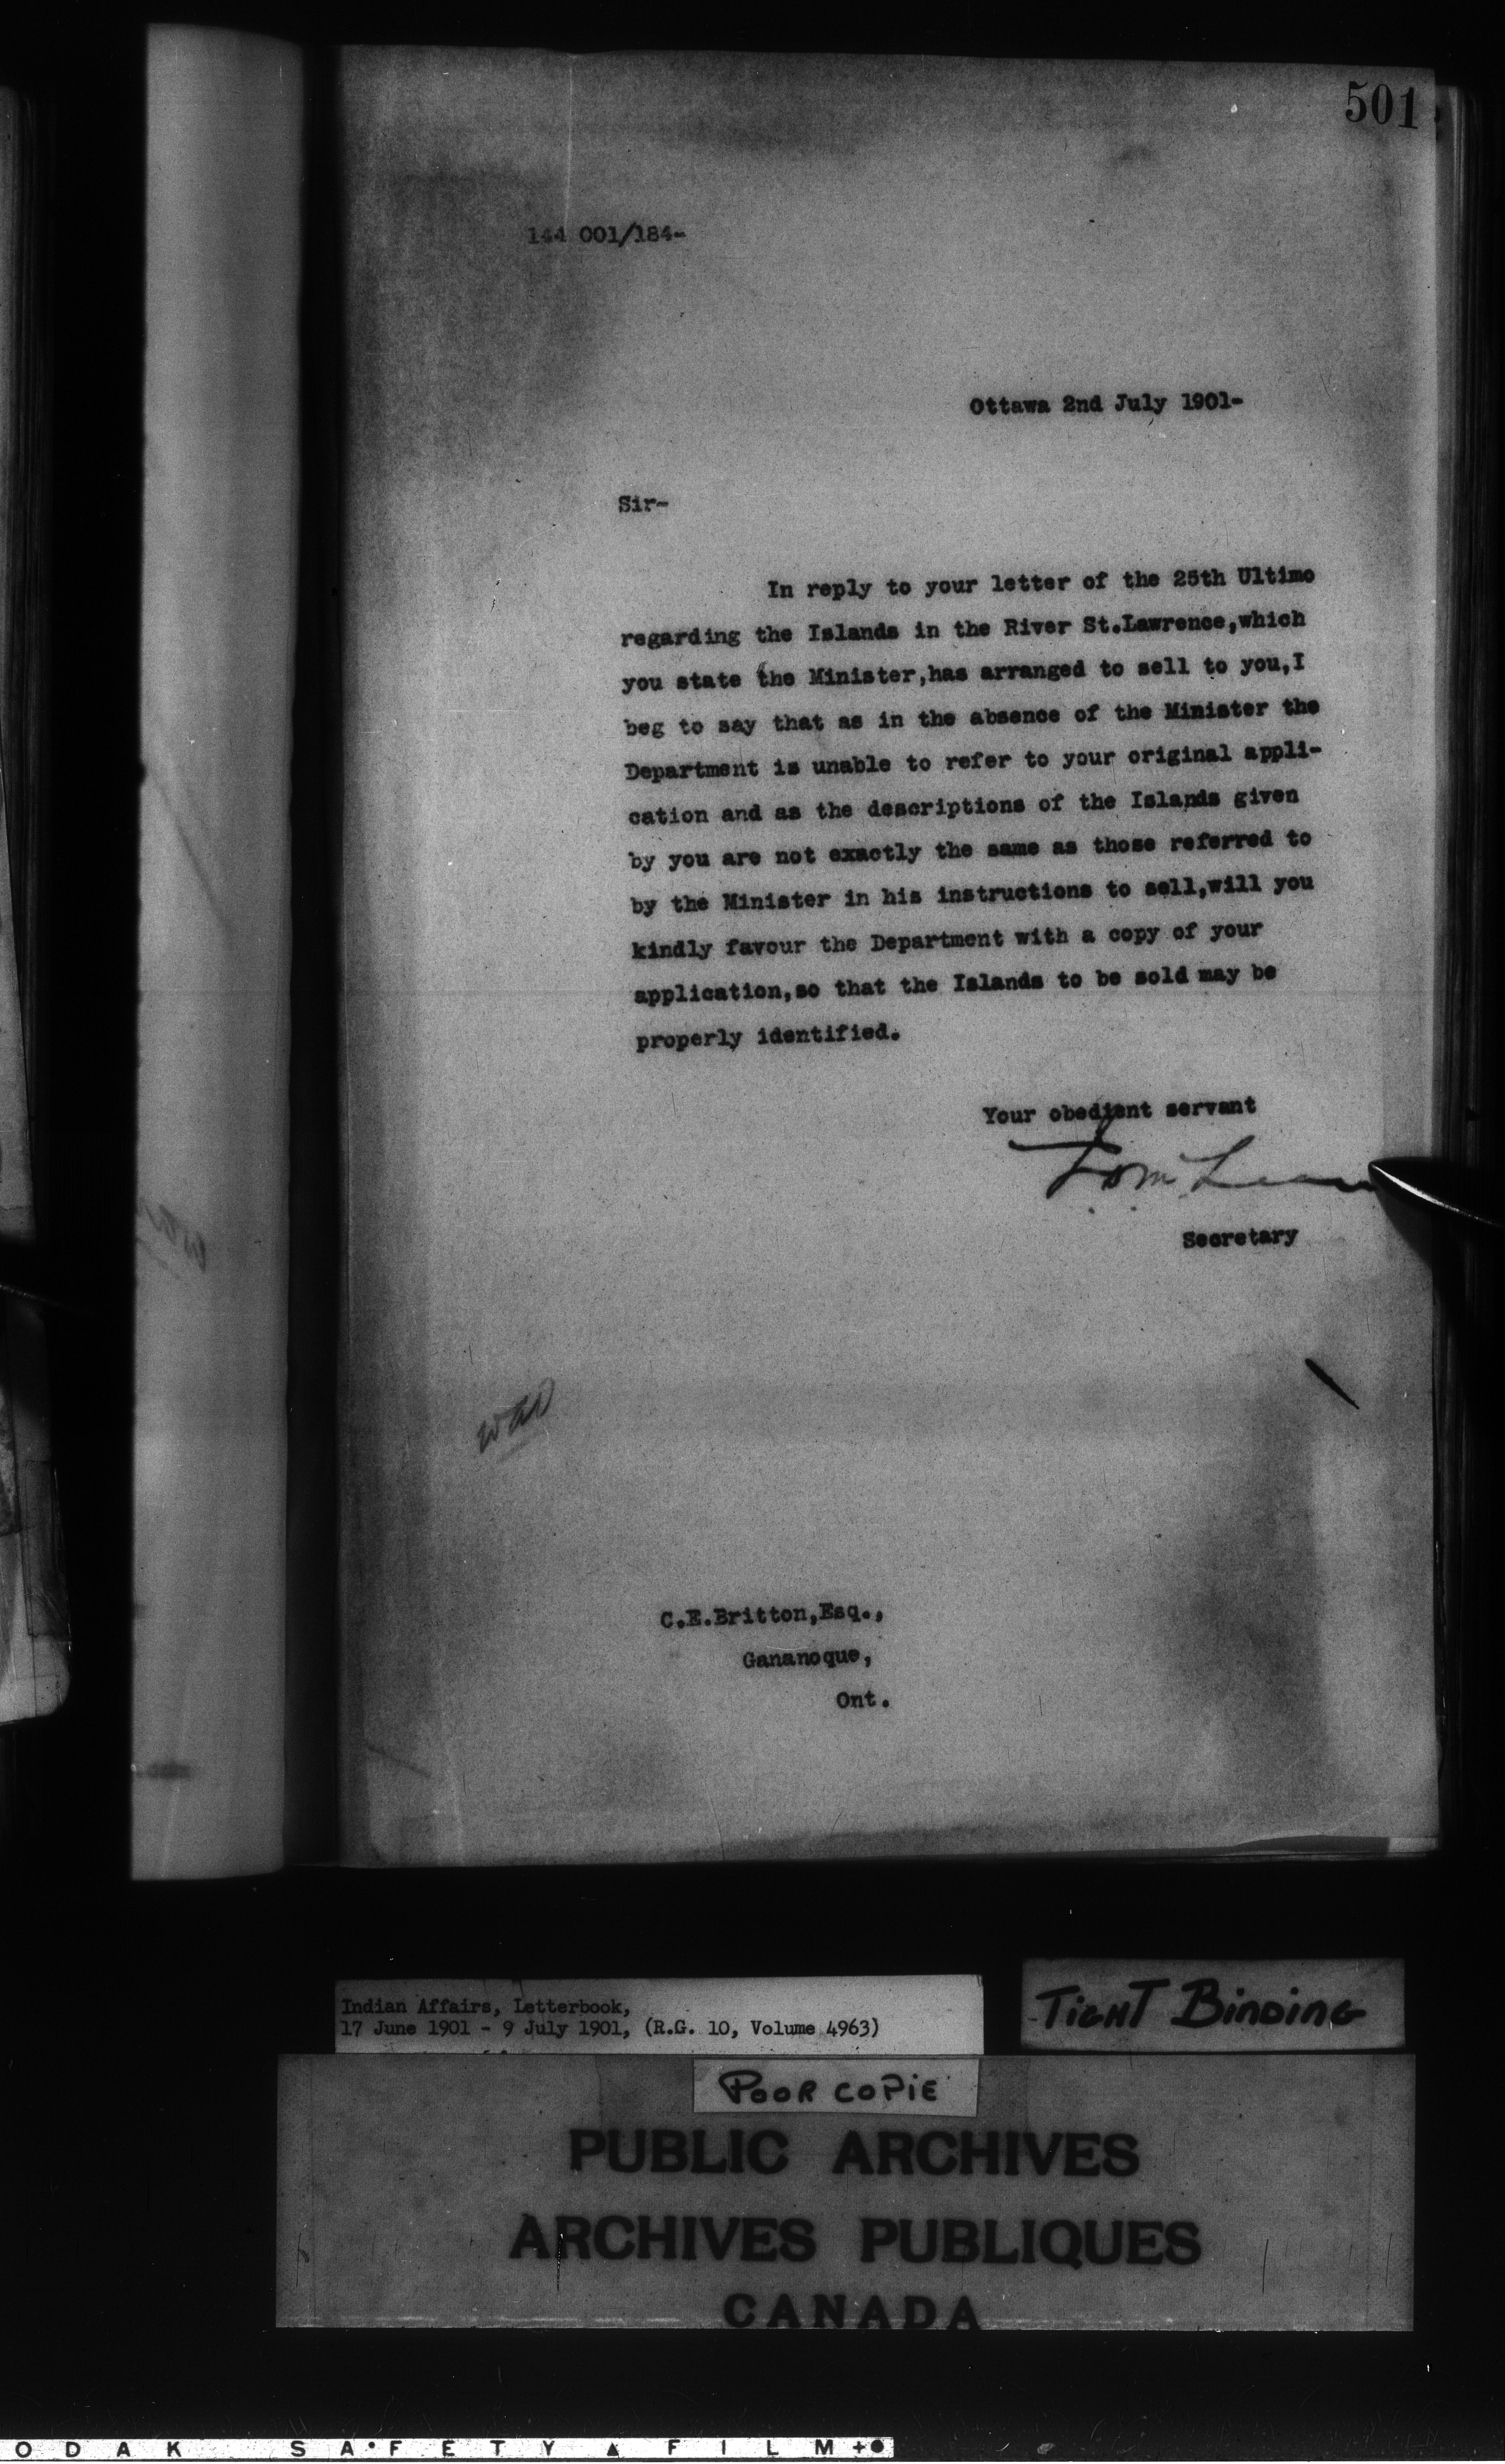 501
144 001/184-
Ottawa 2nd July 1901-
Sir-
In reply to your letter of the 25th Ultimo
regarding the Islands in the River St.Lawrence,which
you state the Minister,has arranged to sell to you,I
beg to say that as in the absence of the Minister the
Department is unable to refer to your original appli-
cation and as the descriptions of the Islands given
by you are not exactly the same as those referred to
by the Minister in his instructions to sell,will you
kindly favour the Department with a copy of your
application,so that the Islands to be sold may be
properly identified.
Your obedient servant
Secretary
C.E.Britton,Esq.,
Gananoque,
Ont.
Indian Affairs, Letterbook,
17 June 1901 - 9 July 1901, (R.G. 10, Volume 4963)
TIGHT BINDING
POOR COPIE
PUBLIC ARCHIVES
ARCHIVES PUBLIQUES
CANADA
ODAK SAFETY FILM